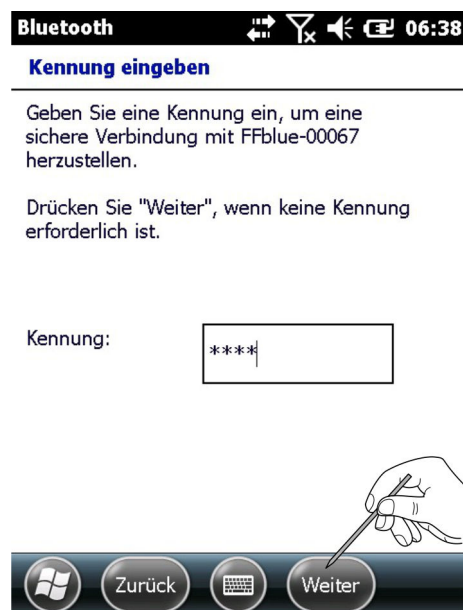 Bluetooth 06:38
Kennung eingeben
Geben Sie eine Kennung ein, um eine
sichere Verbindung mit FFblue-00067
herzustellen.
Drücken Sie "Weiter", wenn keine Kennung
erforderlich ist.
Kennung: ****
Zurück Weiter